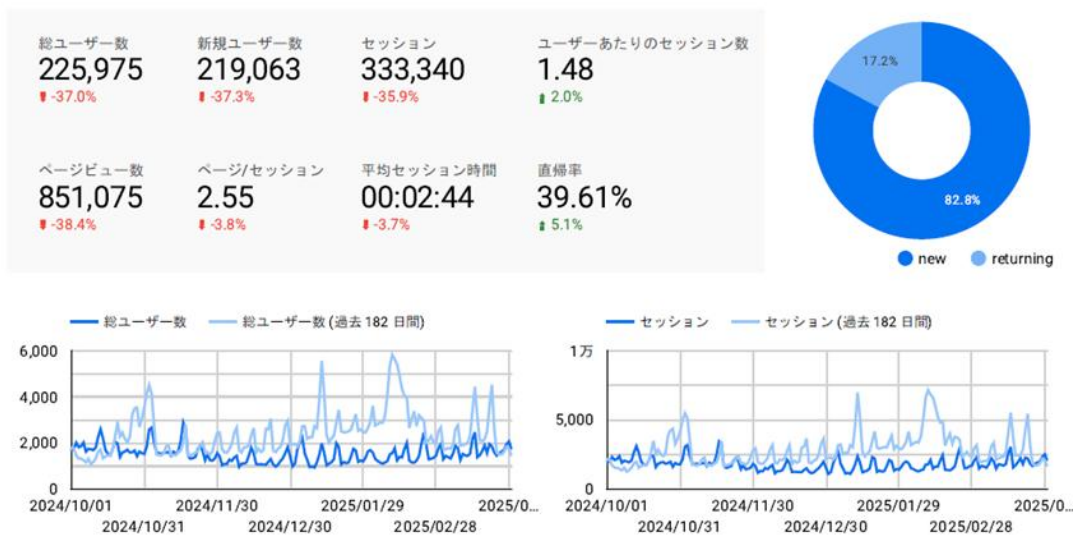 総ユーザー数 新規ユーザー数 セッション ユーザーあたりのセッション数
225,975 219,063 333,340 1.48
-37.0% -37.3% -35.9% 2.0%
ページビュー数 ページ/セッション 平均セッション時間 直帰率
851,075 2.55 00:02:44 39.61%
-38.4% -3.8% -3.7% 5.1%
17.2%
82.8%
new returning
総ユーザー数 総ユーザー数 (過去 182 日間)
6,000
4,000
2,000
0
2024/10/01 2024/11/30 2025/01/29 2025/0...
2024/10/31 2024/12/30 2025/02/28
セッション セッション (過去 182 日間)
1万
5,000
0
2024/10/01 2024/11/30 2025/01/29 2025/0...
2024/10/31 2024/12/30 2025/02/28